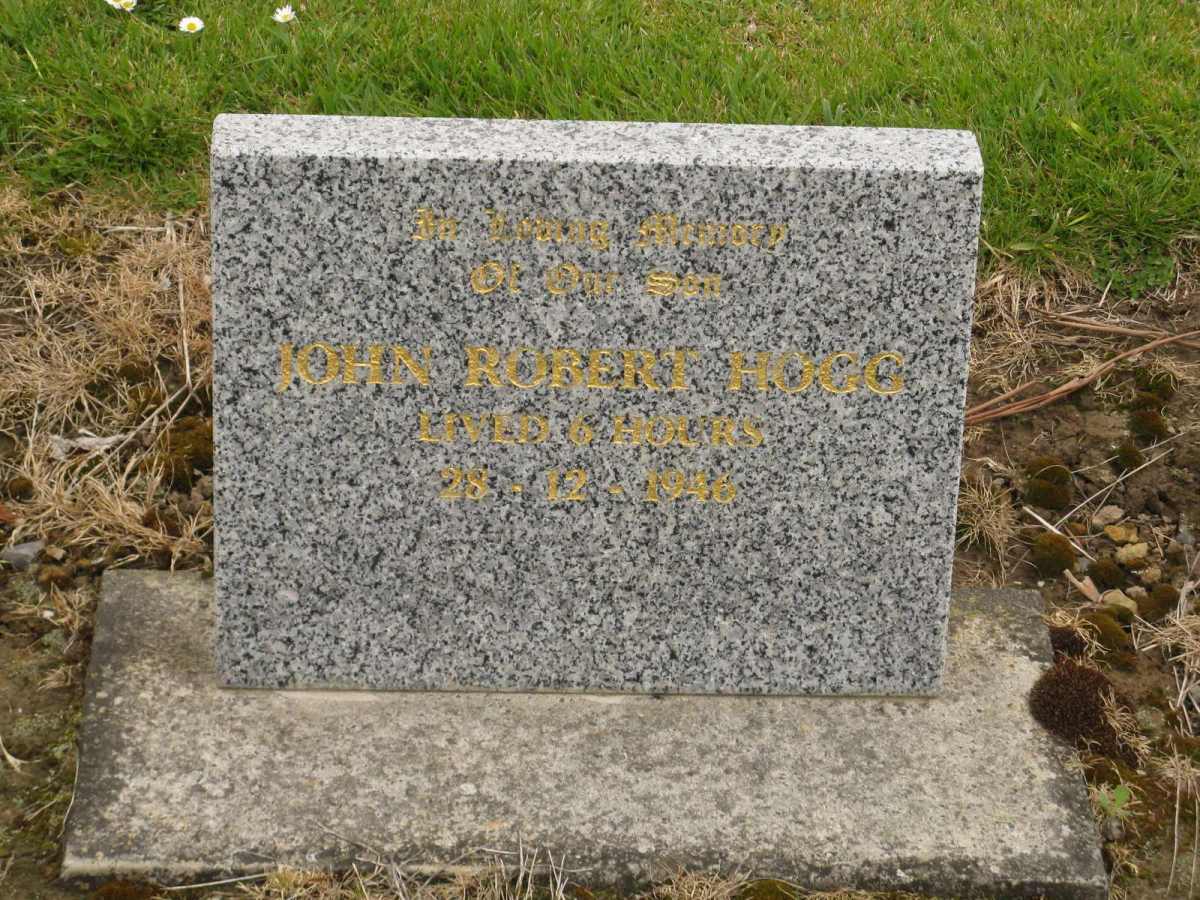 In Loving Memory
Of Our Son
JOHN ROBERT HOGG
LIVED 6 HOURS
28 - 12 - 1946